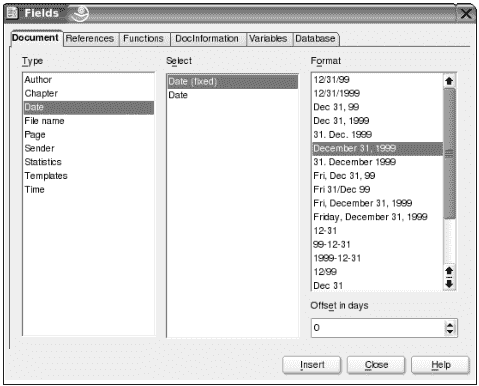 Fields
Document References Functions DocInformation Variables Database
Type
Author
Chapter
Date
File name
Page
Sender
Statistics
Templates
Time
Select
Date (fixed)
Date
Format
12/31/99
12/31/1999
Dec 31, 99
Dec 31, 1999
31. Dec. 1999
December 31, 1999
31. December 1999
Fri, Dec 31, 99
Fri 31/Dec 99
Fri, December 31, 1999
Friday, December 31, 1999
12-31
99-12-31
1999-12-31
12/99
Dec 31
Offset in days
0
Insert Close Help